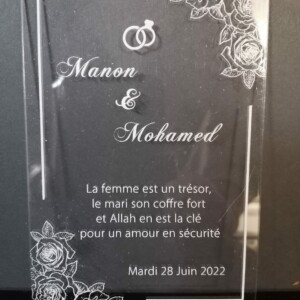 Manon
&
Mohamed
La femme est un trésor,
le mari son coffre fort
et Allah en est la clé
pour un amour en sécurité
Mardi 28 Juin 2022